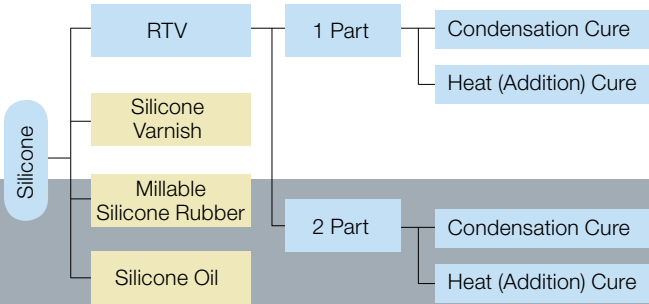 Silicone
RTV
Silicone
Varnish
Millable
Silicone Rubber
Silicone Oil
1 Part
2 Part
Condensation Cure
Heat (Addition) Cure
Condensation Cure
Heat (Addition) Cure